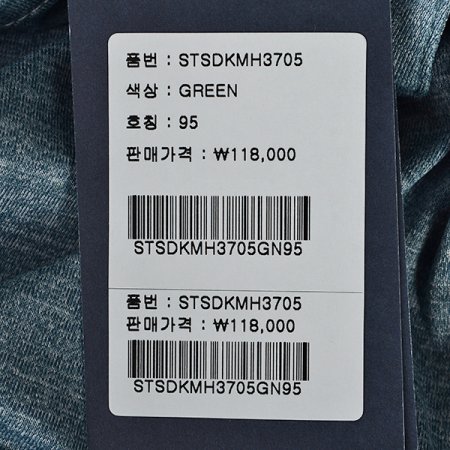 품번 : STSDKMH3705
색상 : GREEN
호칭 : 95
판매가격 : ₩118,000
STSDKMH3705GN95
품번 : STSDKMH3705
판매가격 : ₩118,000
STSDKMH3705GN95